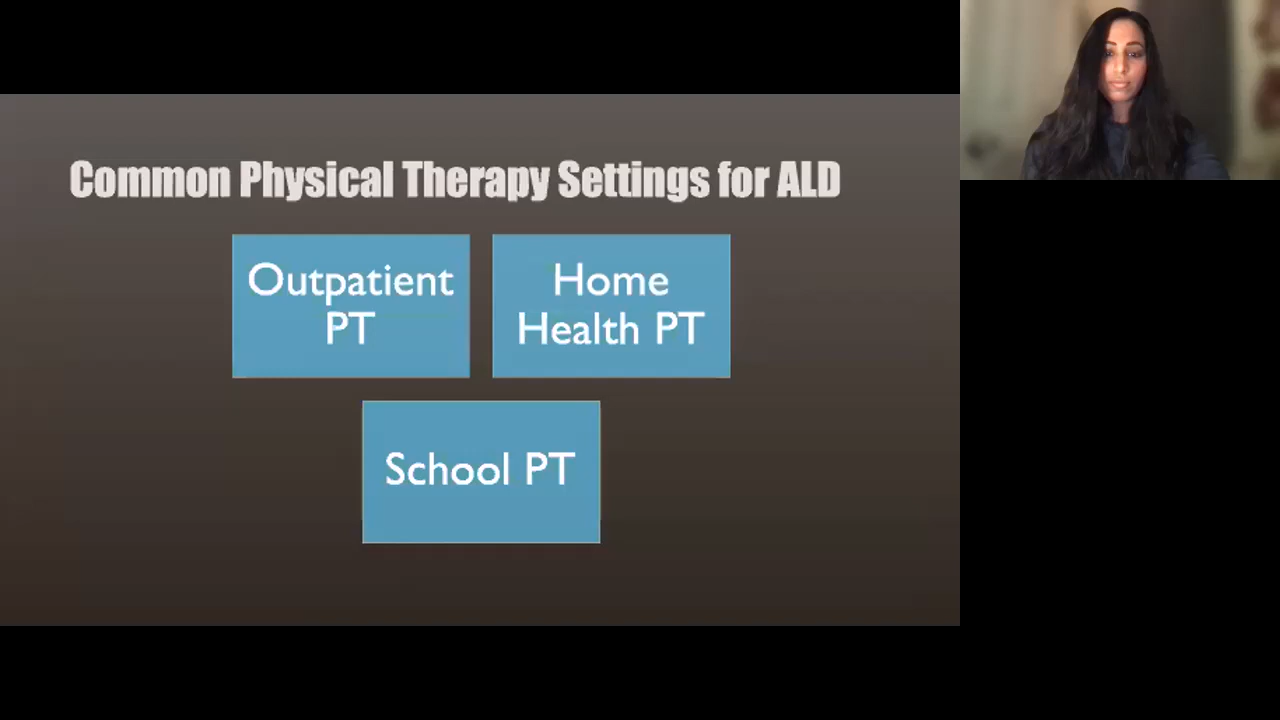 Common Physical Therapy Settings for ALD
Outpatient
PT
Home
Health PT
School PT